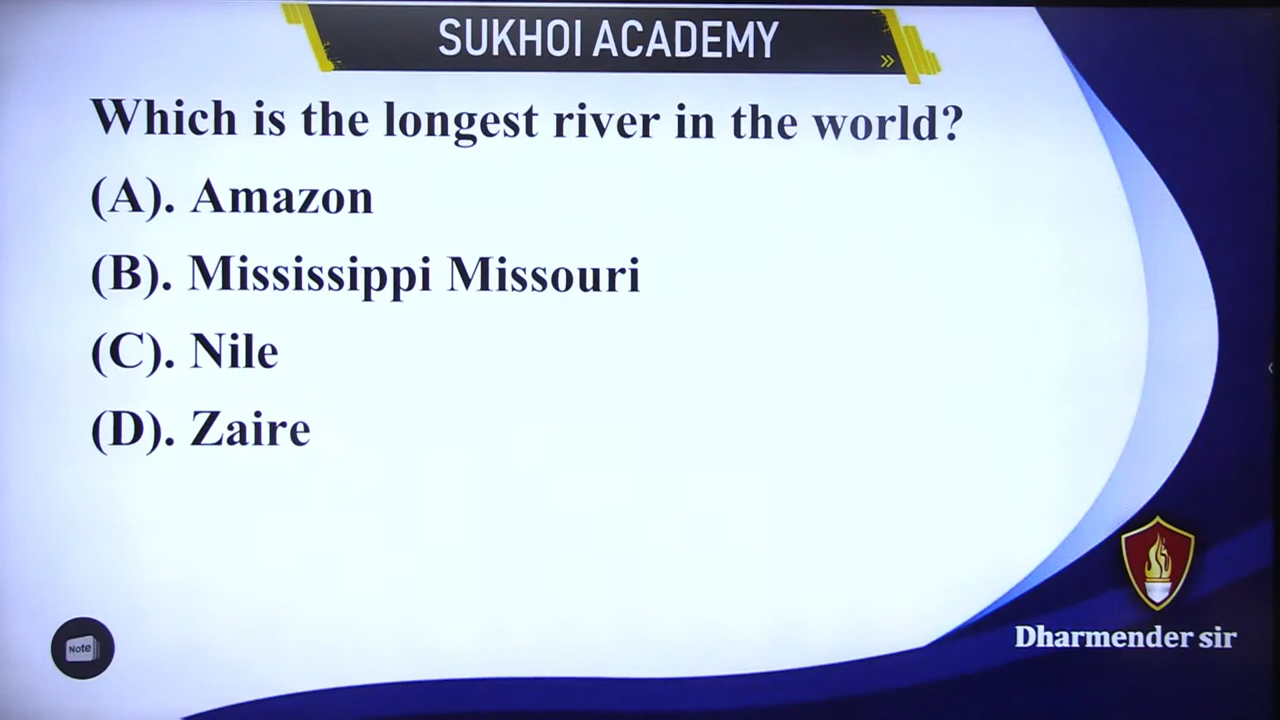 SUKHOI ACADEMY
Which is the longest river in the world?
(A). Amazon
(B). Mississippi Missouri
(C). Nile
(D). Zaire
Note
Dharmender sir